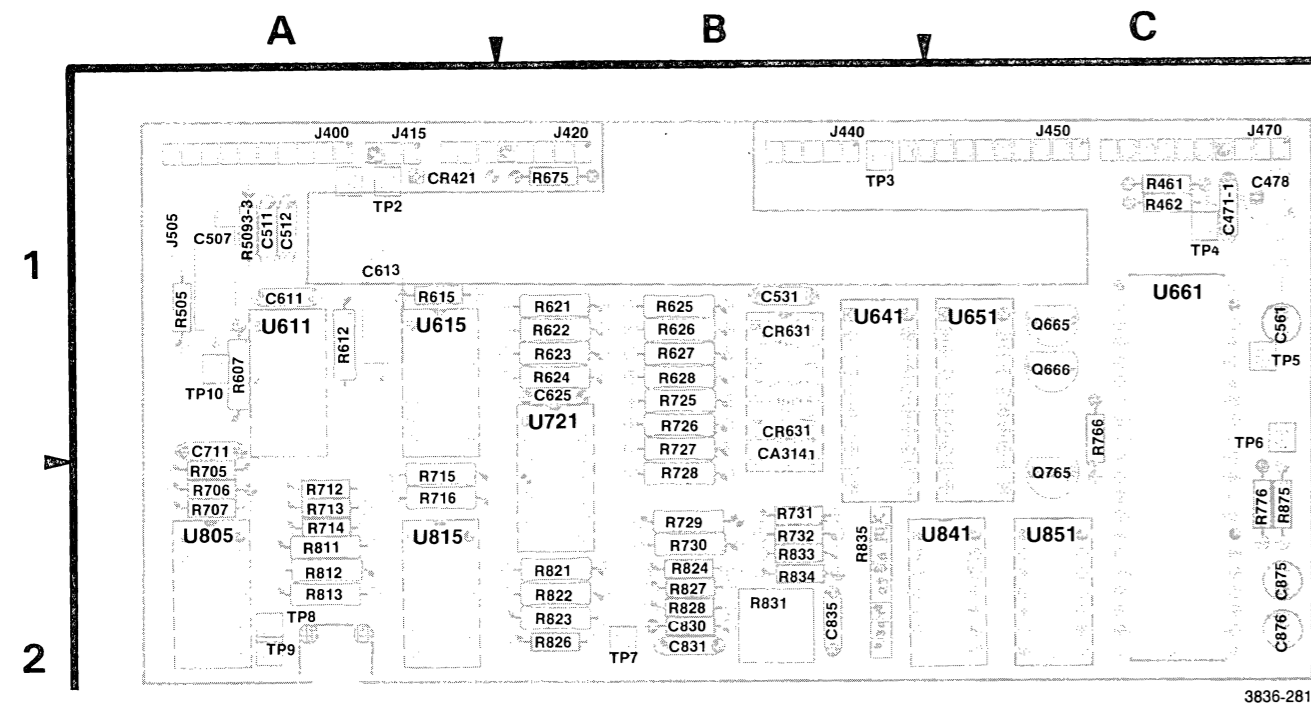 A B C
J400 J415 J420 J440 J450 J470
CR421 R675 TP3 R461 C478
TP2 R462
J505 C507 R5093-3 C511 C512 C471-1
TP4
1
C613
C611 R615 C531 U661
R505 R621 R625
U611 R612 U615 R622 R626 CR631 U641 U651 Q665 C561
R623 R627
R607 TP5
TP10 R624 R628 Q666
C625 R725
U721 R726 CR631 R766 TP6
C711 R727 CA3141
R705 R715 R728 Q765
R706 R712 R716 R776 R875
R707 R713 R729 R731
U805 R714 U815 R730 R732 R835 U841 U851
R811 R833
R812 R821 R824 R834
R813 R822 R827 R831 C835 C875
TP8 R823 R828 C876
TP9 R826 C830
2
TP7 C831
3836-281